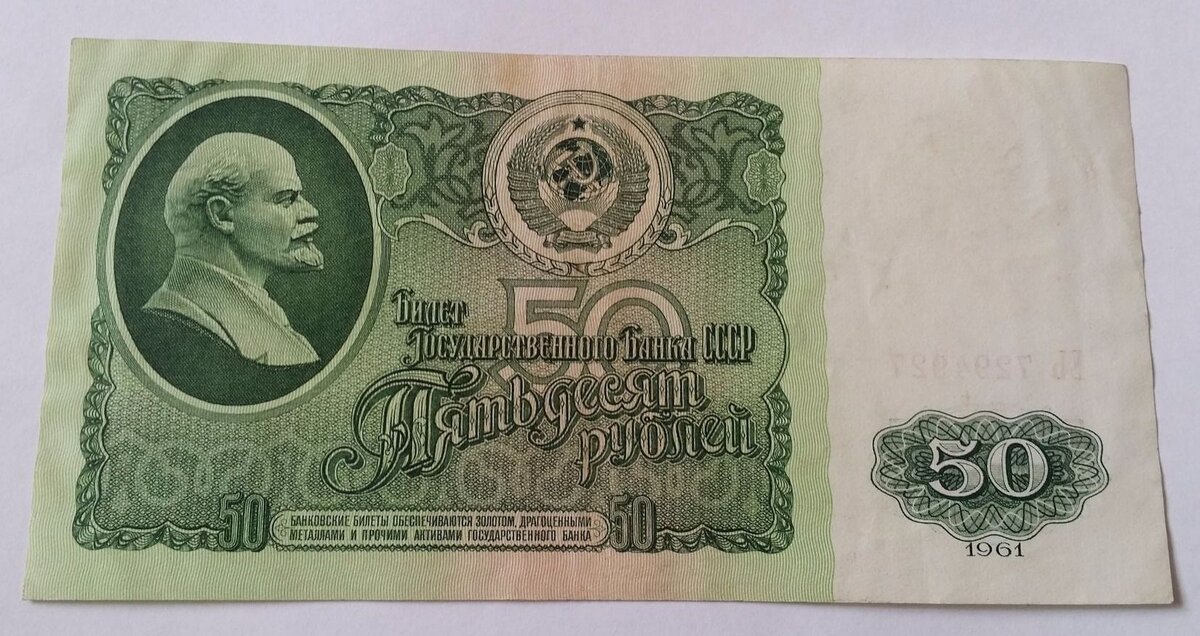 50
Билет
Государственного Банка СССР
Пятьдесят
рублей
50
БАНКОВСКИЕ БИЛЕТЫ ОБЕСПЕЧИВАЮТСЯ ЗОЛОТОМ, ДРАГОЦЕННЫМИ
МЕТАЛЛАМИ И ПРОЧИМИ АКТИВАМИ ГОСУДАРСТВЕННОГО БАНКА
50
50
1961